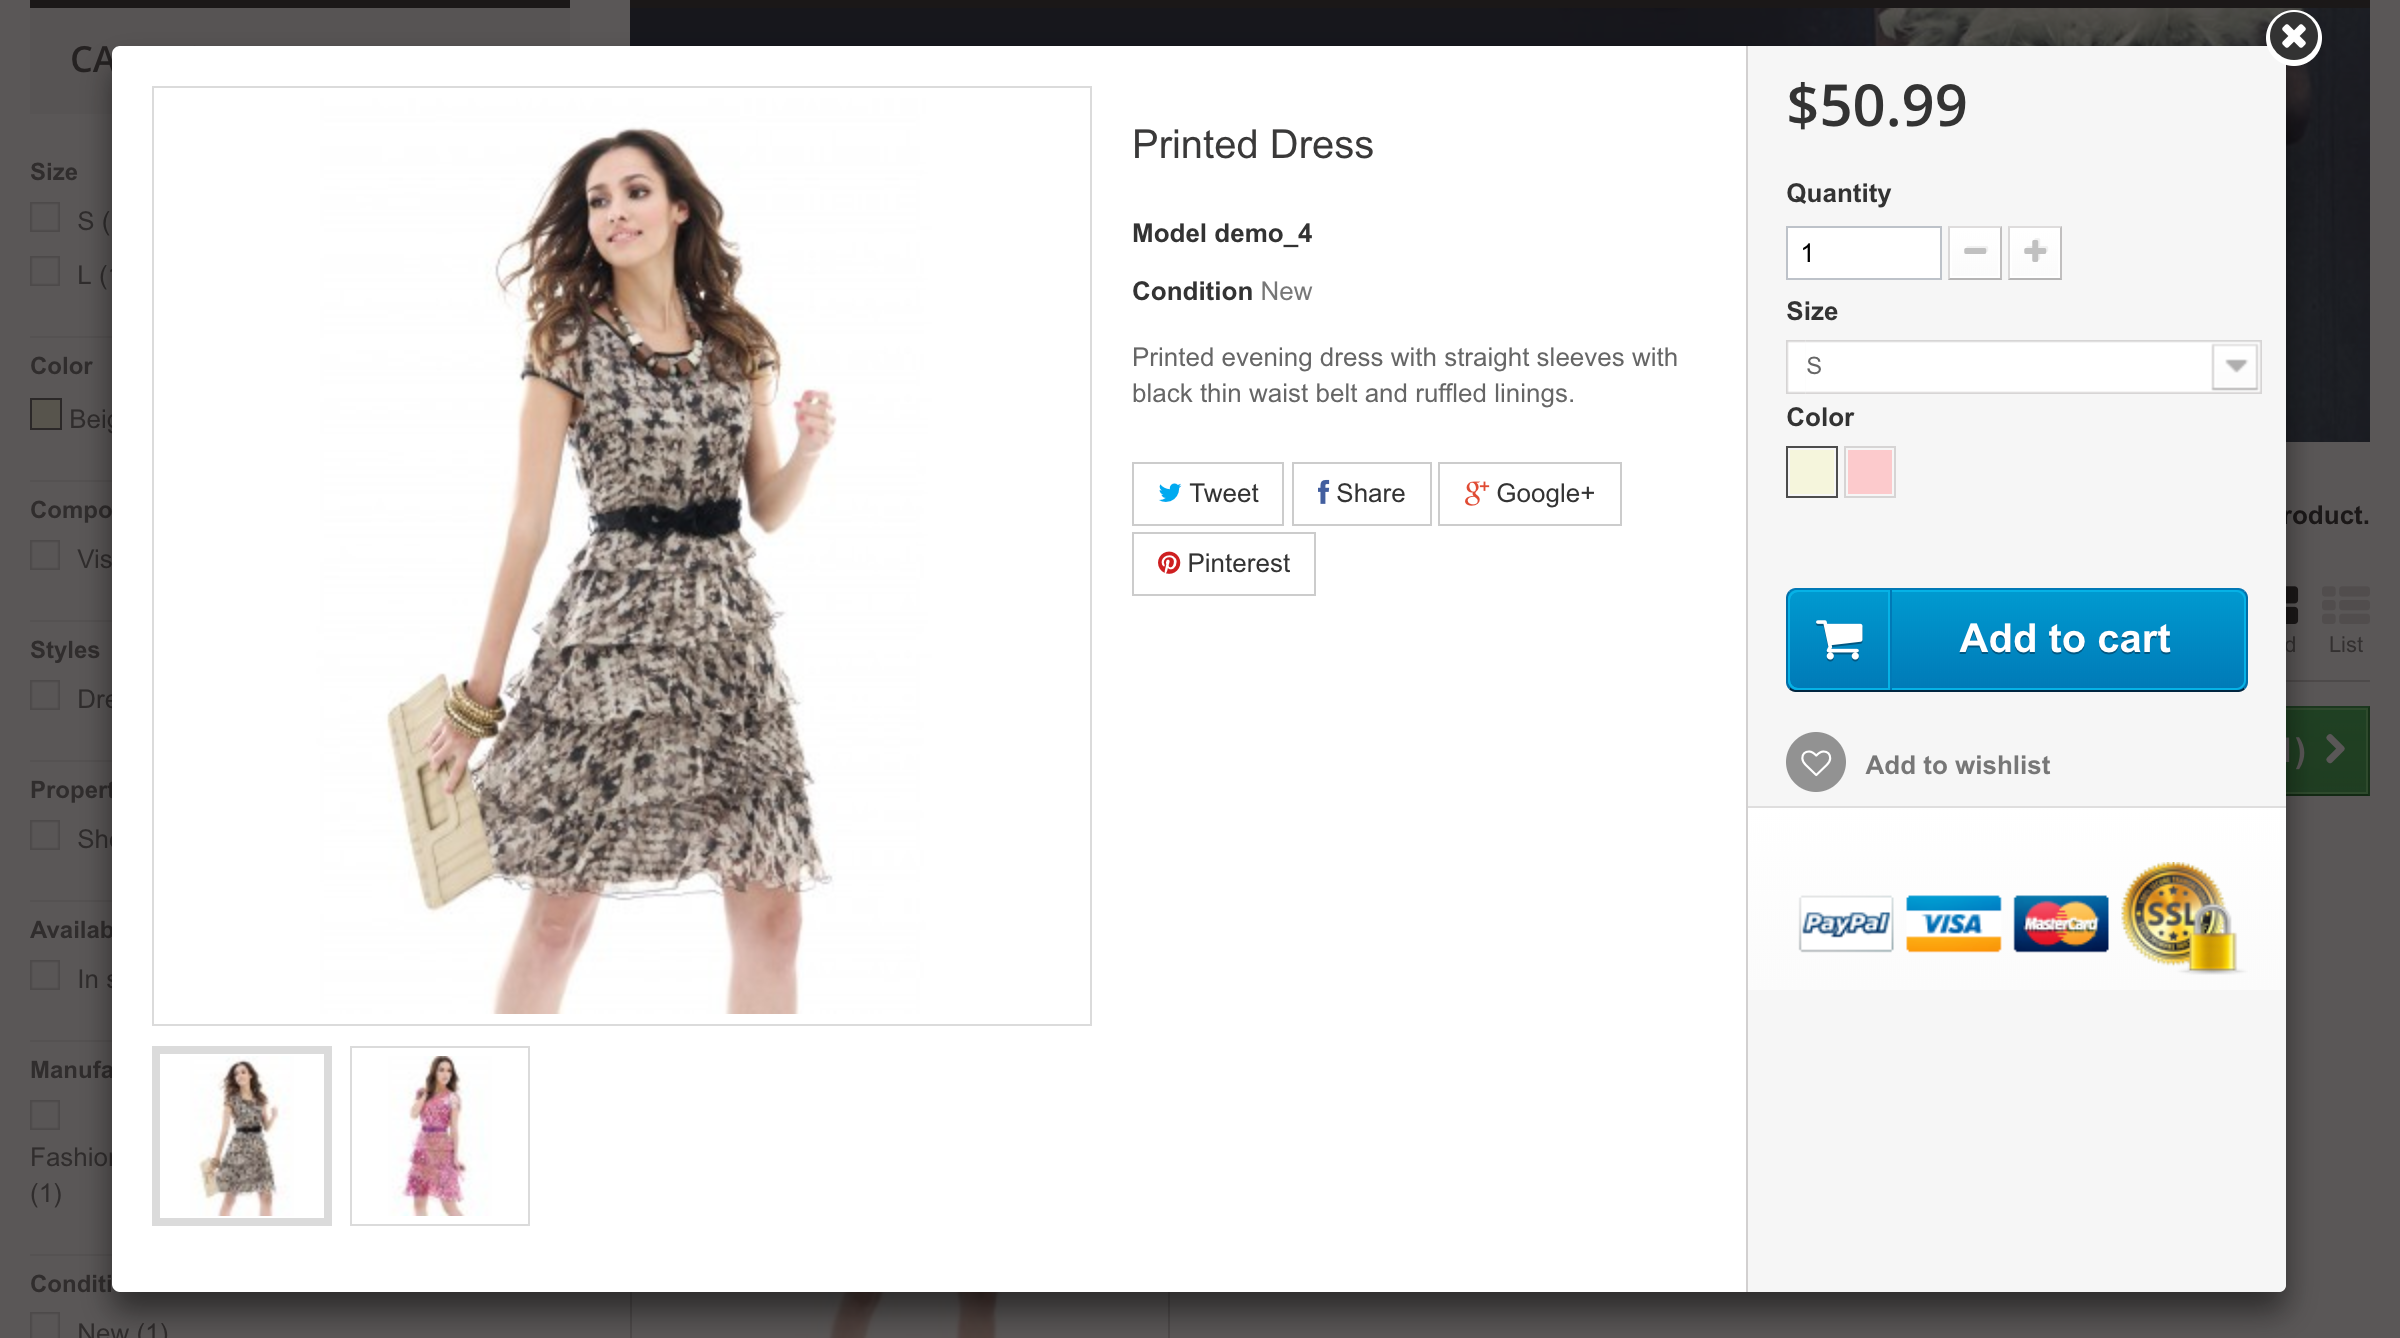 CA
Size
S (
L (
Color
Beig
Compo
Vis
Styles
Dre
Propert
Sho
Availab
In s
Manufa
Fashion
(1)
Conditi
New (1)
Printed Dress
Model demo_4
Condition New
Printed evening dress with straight sleeves with
black thin waist belt and ruffled linings.
Tweet
Share
Google+
Pinterest
$50.99
Quantity
1
Size
S
Color
Add to cart
Add to wishlist
PayPal
VISA
MasterCard
SSL
roduct.
d
List
)